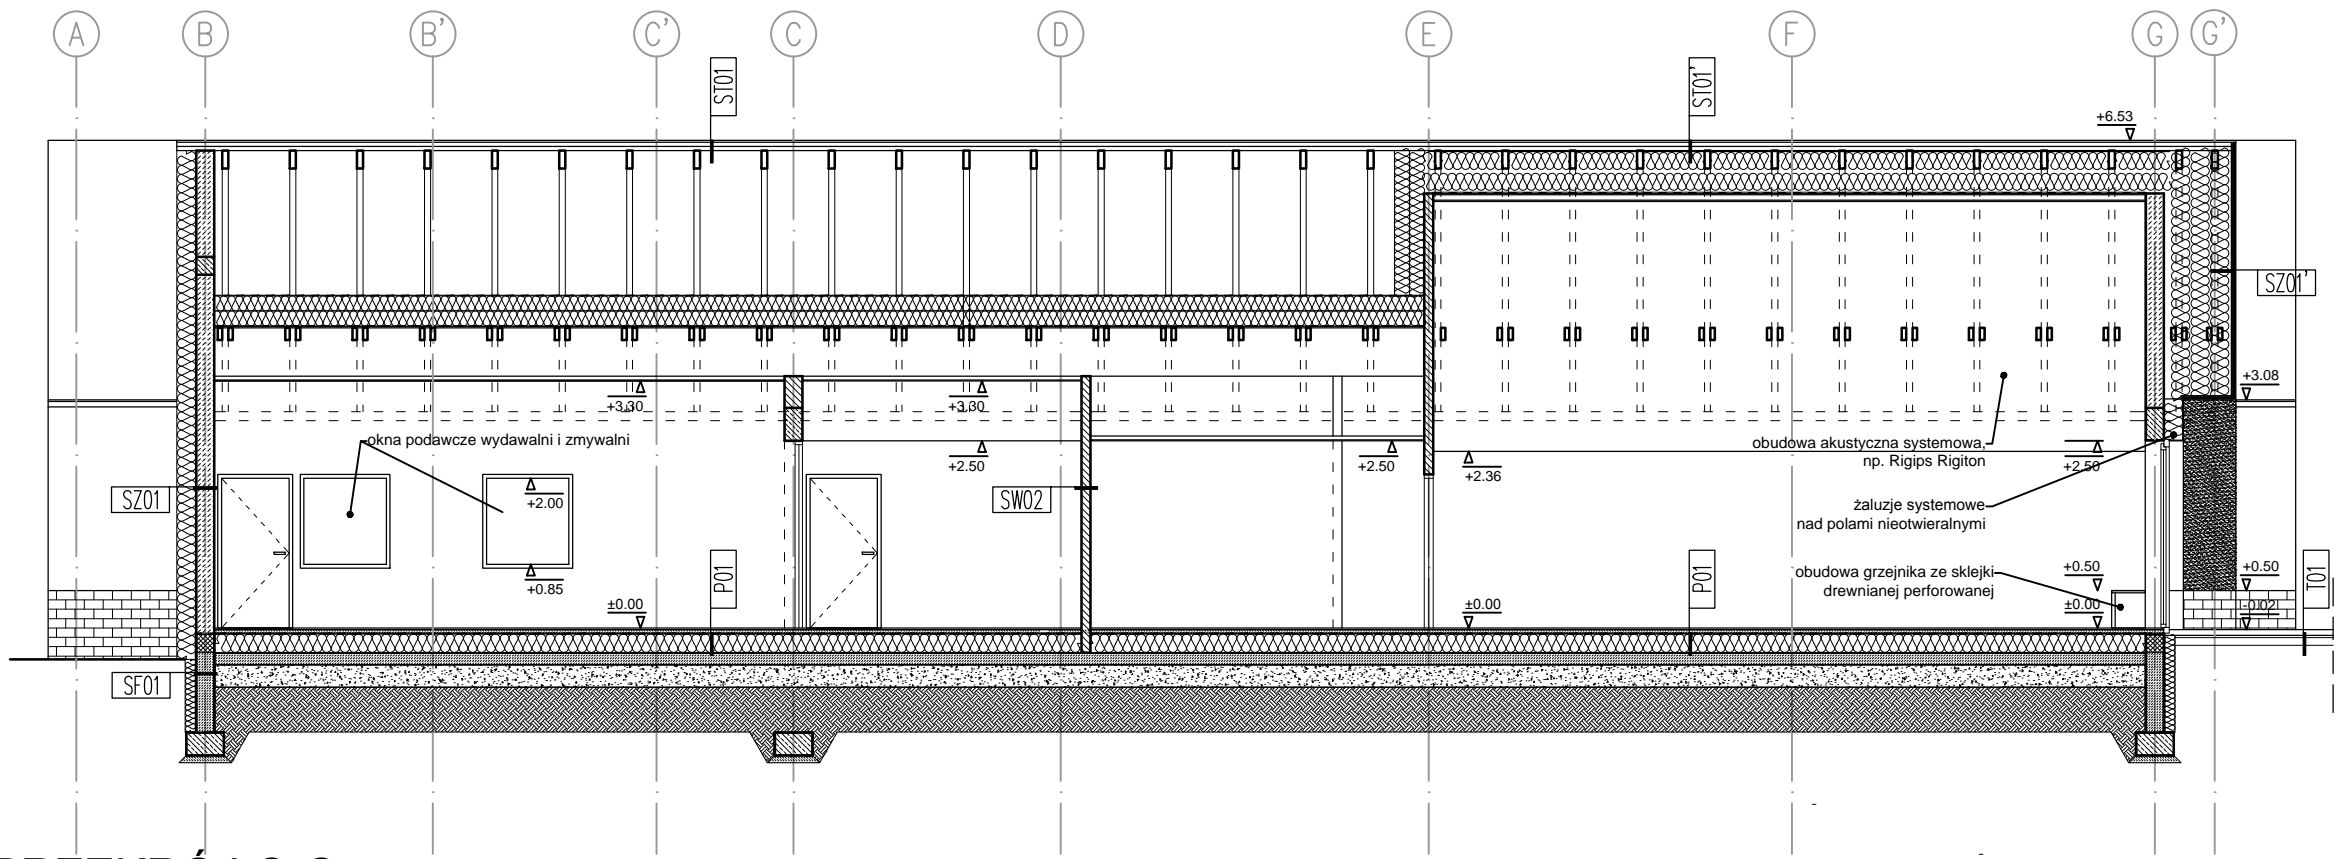 A B B' C' C D E F G G'
ST01
ST01'
+6.53
SZ01'
+3.08
+3.30
+3.30
okna podawcze wydawalni i zmywalni
+2.50
+2.50
+2.36
obudowa akustyczna systemowa,
np. Rigips Rigiton
+2.50
SZ01
+2.00
SW02
żaluzje systemowe
nad polami nieotwieralnymi
P01
P01
T01
+0.85
obudowa grzejnika ze sklejki
drewnianej perforowanej
+0.50
+0.50
±0.00
±0.00
±0.00
-0.02
SF01